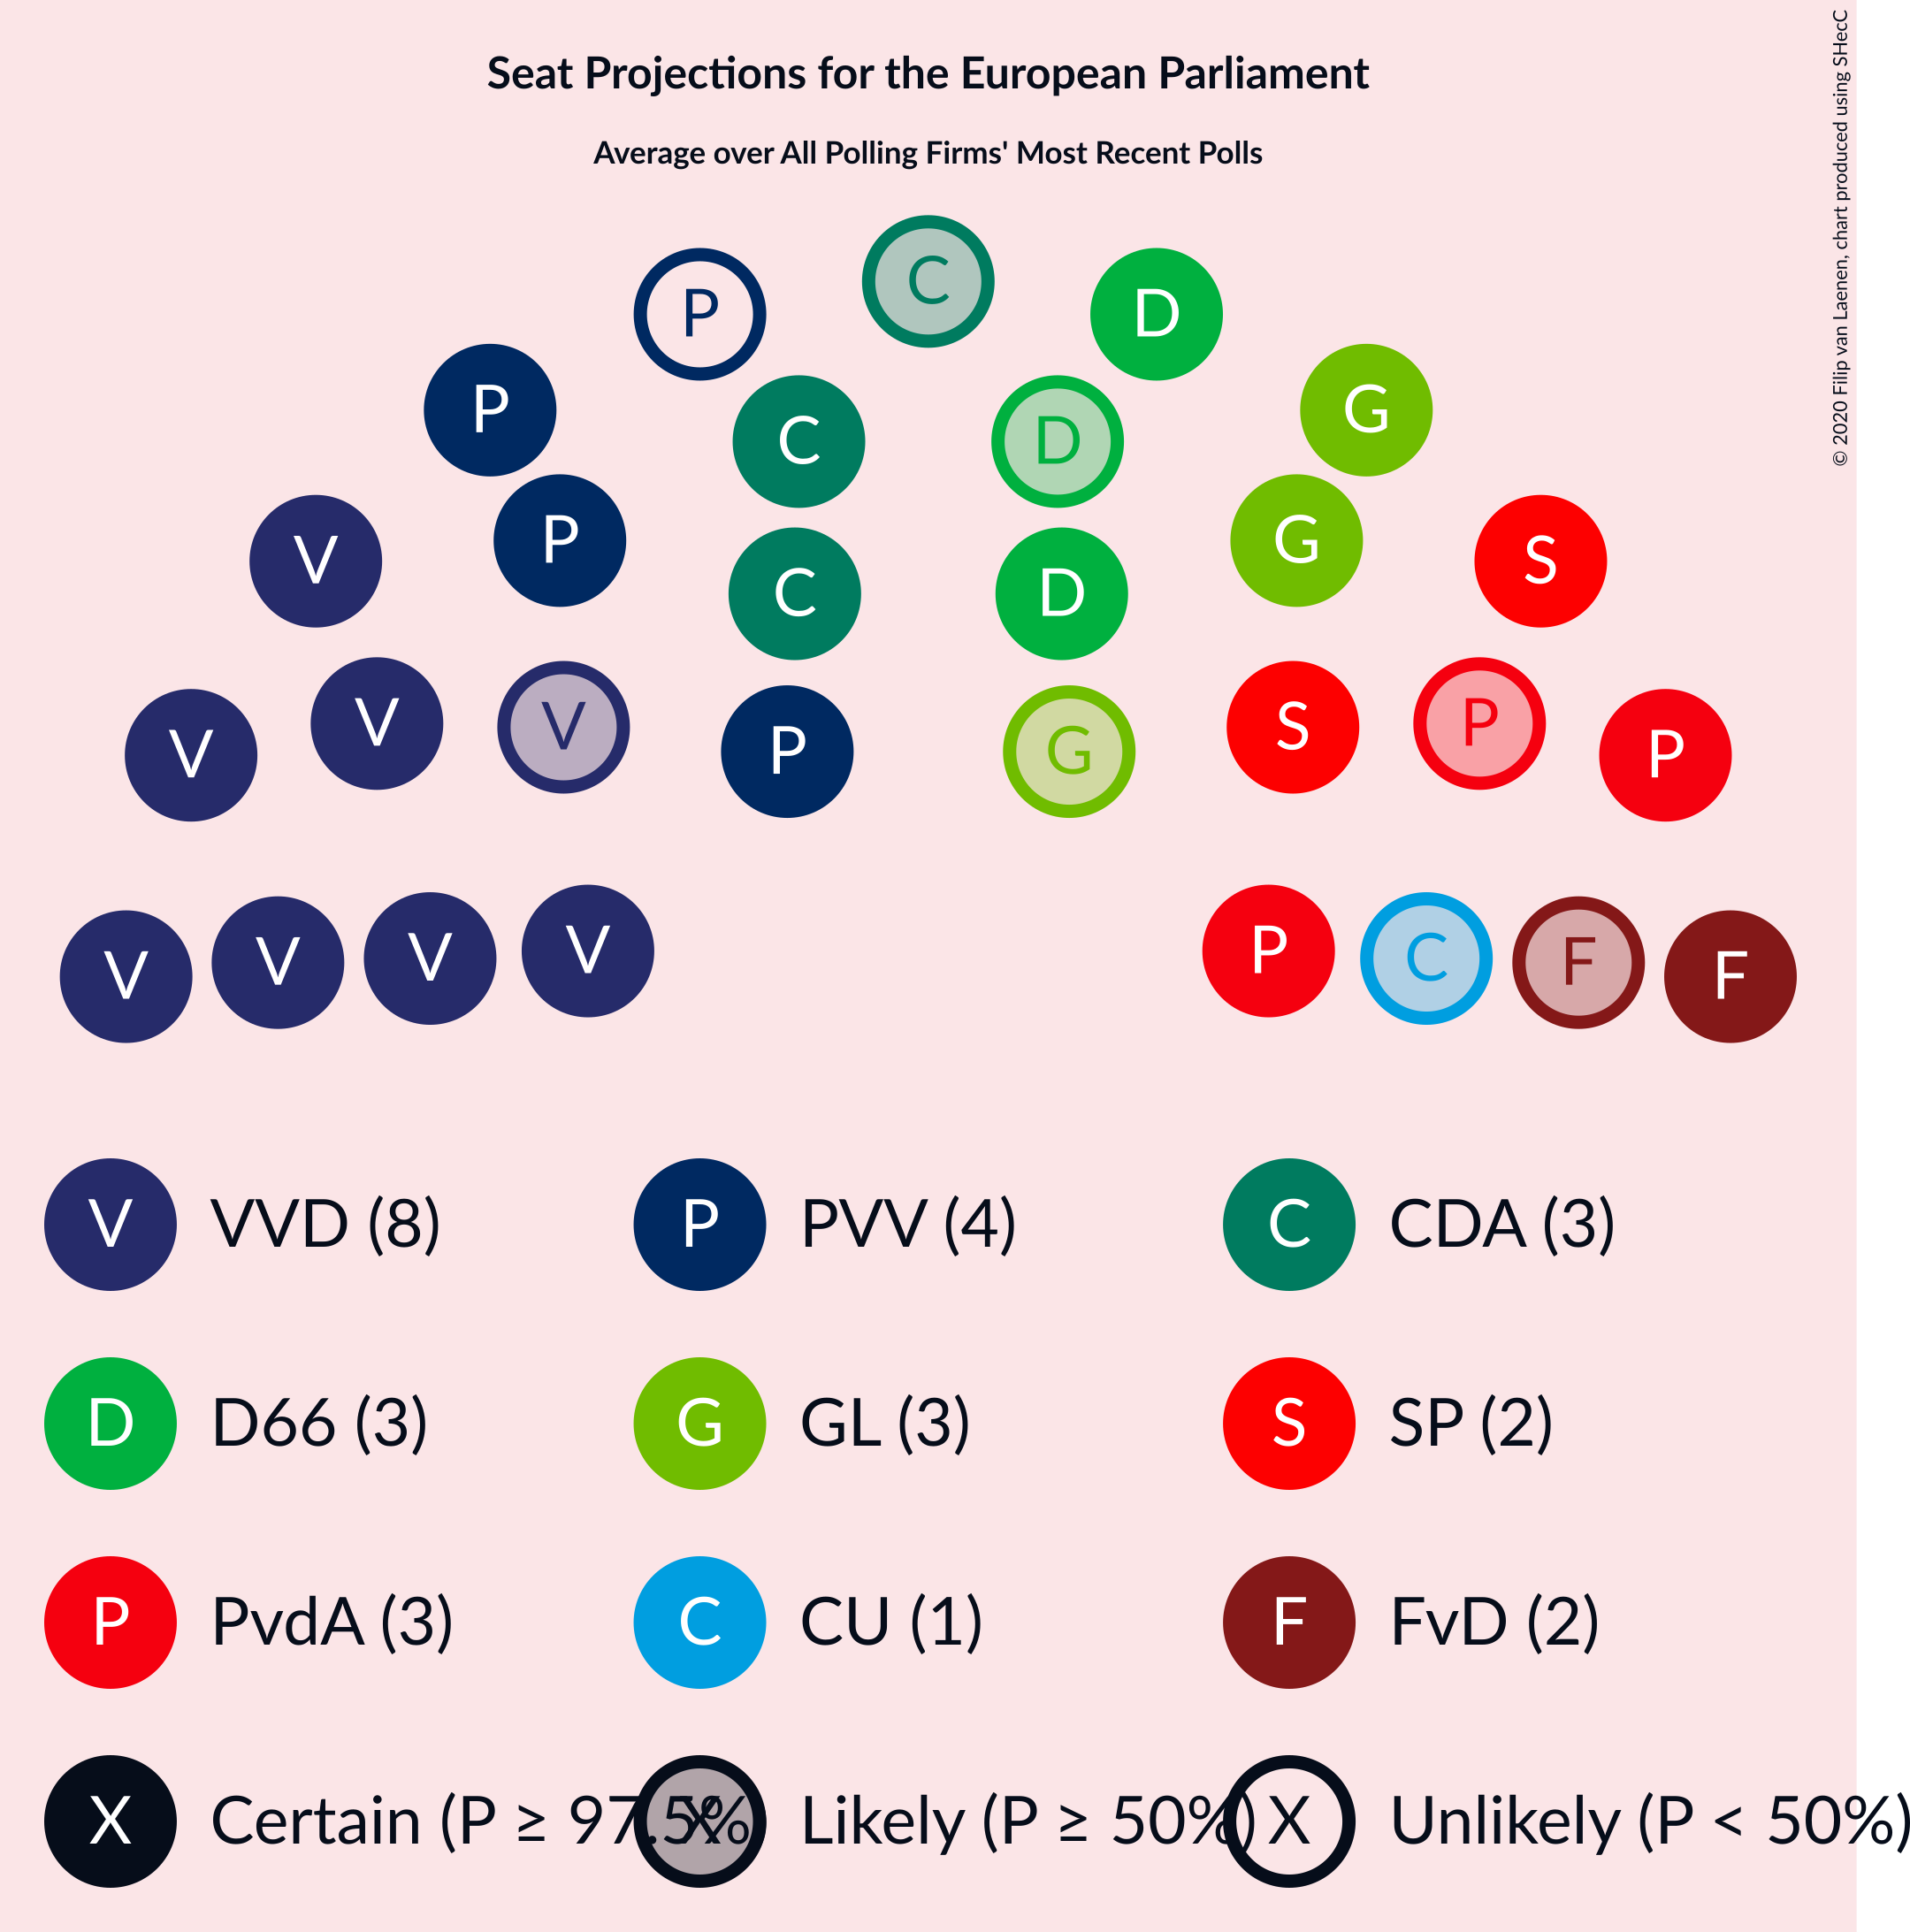 Seat Projections for the European Parliament
Average over All Polling Firms' Most Recent Polls
© 2020 Filip van Laenen, chart produced using SHecC
C
P D
P G
C D
P G
V S
C D
V P
V V P G S P P
V V V V P C F F
V VVD (8) P PVV (4) C CDA (3)
D D66 (3) G GL (3) S SP (2)
P PvdA (3) C CU (1) F FvD (2)
X Certain (P ≥ 97.5%) X Likely (P ≥ 50%) X Unlikely (P < 50%)